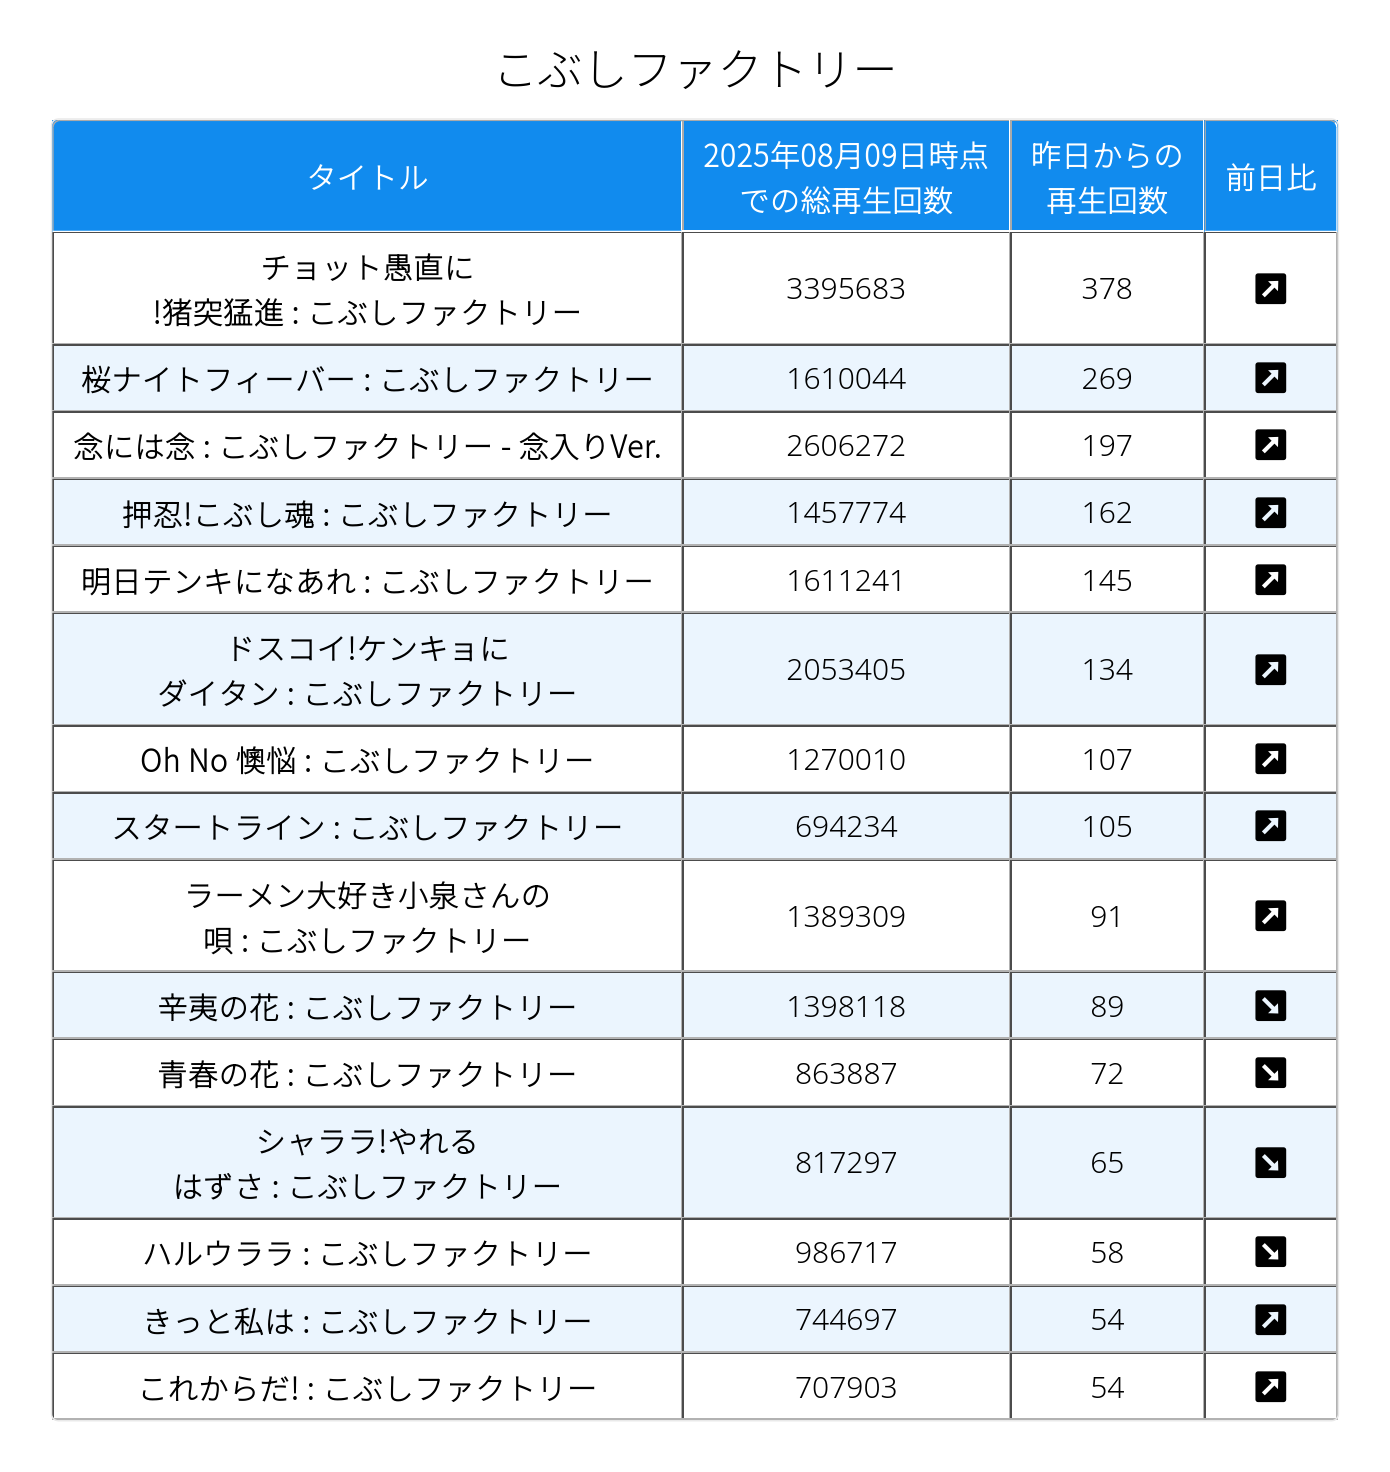 こぶしファクトリー
タイトル
2025年08月09日時点
での総再生回数
昨日からの
再生回数
前日比
チョット愚直に
!猪突猛進 : こぶしファクトリー
3395683
378
桜ナイトフィーバー : こぶしファクトリー
1610044
269
念には念 : こぶしファクトリー - 念入りVer.
2606272
197
押忍!こぶし魂 : こぶしファクトリー
1457774
162
明日テンキになあれ : こぶしファクトリー
1611241
145
ドスコイ!ケンキョに
ダイタン : こぶしファクトリー
2053405
134
Oh No 懊悩 : こぶしファクトリー
1270010
107
スタートライン : こぶしファクトリー
694234
105
ラーメン大好き小泉さんの
唄 : こぶしファクトリー
1389309
91
辛夷の花 : こぶしファクトリー
1398118
89
青春の花 : こぶしファクトリー
863887
72
シャララ!やれる
はずさ : こぶしファクトリー
817297
65
ハルウララ : こぶしファクトリー
986717
58
きっと私は : こぶしファクトリー
744697
54
これからだ! : こぶしファクトリー
707903
54